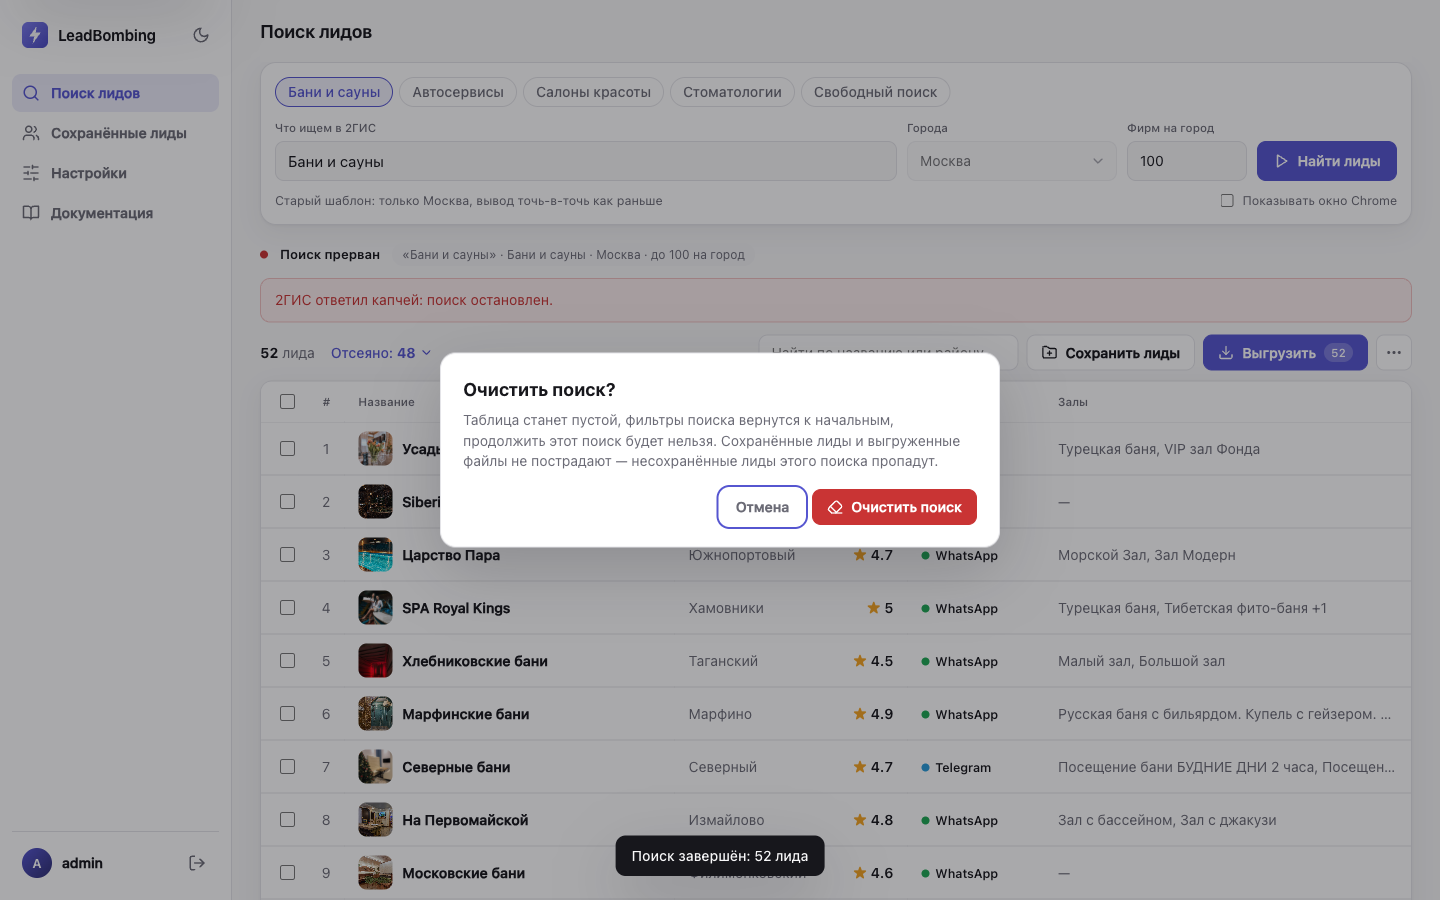 LeadBombing
Поиск лидов
Сохранённые лиды
Настройки
Документация
A admin
Поиск лидов
Бани и сауны Автосервисы Салоны красоты Стоматологии Свободный поиск
Что ищем в 2ГИС Города Фирм на город
Бани и сауны Москва 100 Найти лиды
Старый шаблон: только Москва, вывод точь-в-точь как раньше Показывать окно Chrome
Поиск прерван «Бани и сауны» · Бани и сауны · Москва · до 100 на город
2ГИС ответил капчей: поиск остановлен.
52 лида Отсеяно: 48 Найти по названию или району Сохранить лиды Выгрузить 52
# Название Залы
Очистить поиск?
Таблица станет пустой, фильтры поиска вернутся к начальным,
продолжить этот поиск будет нельзя. Сохранённые лиды и выгруженные
файлы не пострадают — несохранённые лиды этого поиска пропадут.
Отмена Очистить поиск
1 Турецкая баня, VIP зал Фонда
2 —
3 Царство Пара Южнопортовый 4.7 WhatsApp Морской Зал, Зал Модерн
4 SPA Royal Kings Хамовники 5 WhatsApp Турецкая баня, Тибетская фито-баня +1
5 Хлебниковские бани Таганский 4.5 WhatsApp Малый зал, Большой зал
6 Марфинские бани Марфино 4.9 WhatsApp Русская баня с бильярдом. Купель с гейзером. ...
7 Северные бани Северный 4.7 Telegram Посещение бани БУДНИЕ ДНИ 2 часа, Посещен...
8 На Первомайской Измайлово 4.8 WhatsApp Зал с бассейном, Зал с джакузи
9 Московские бани 4.6 WhatsApp —
Поиск завершён: 52 лида